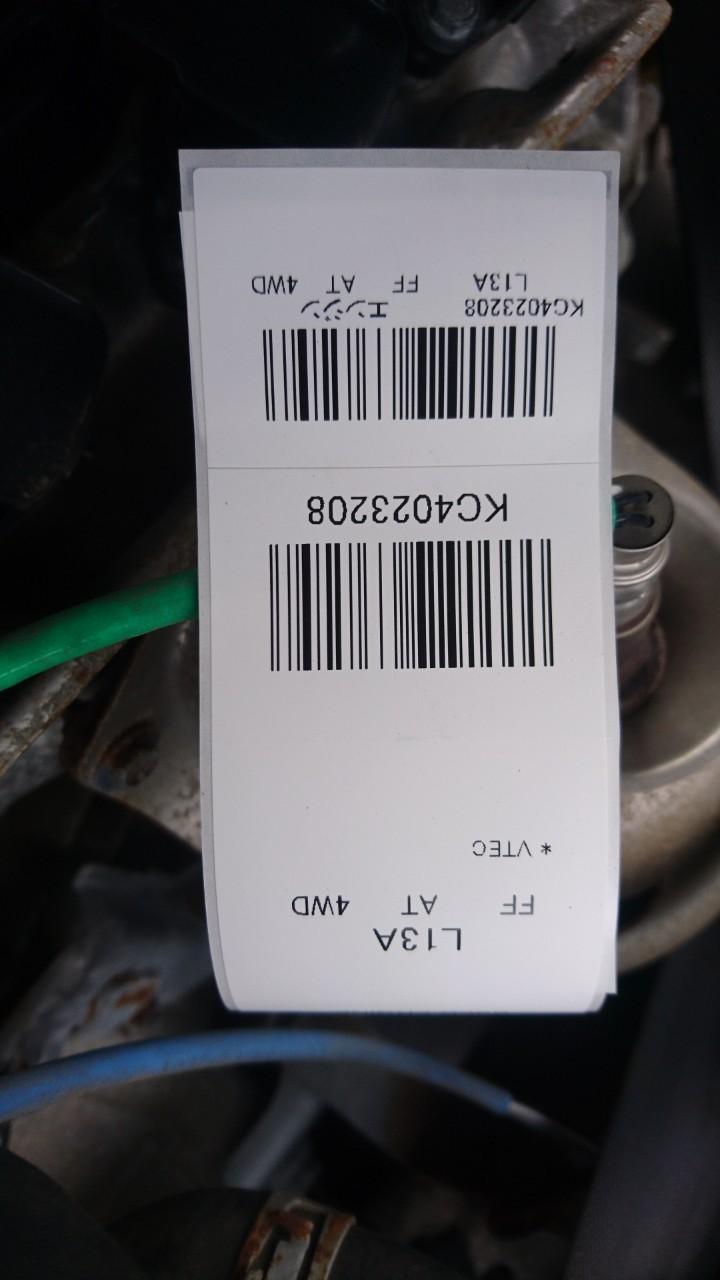 L13A
FF AT 4WD
* VTEC
KC4023208
KC4023208 エンジン
L13A FF AT 4WD